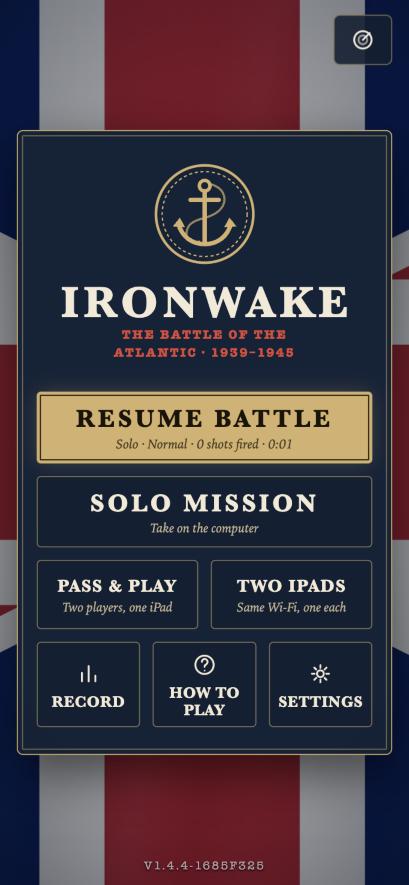 IRONWAKE
THE BATTLE OF THE
ATLANTIC · 1939–1945
RESUME BATTLE
Solo · Normal · 0 shots fired · 0:01
SOLO MISSION
Take on the computer
PASS & PLAY
Two players, one iPad
TWO IPADS
Same Wi-Fi, one each
RECORD
HOW TO
PLAY
SETTINGS
V1.4.4-1685F325